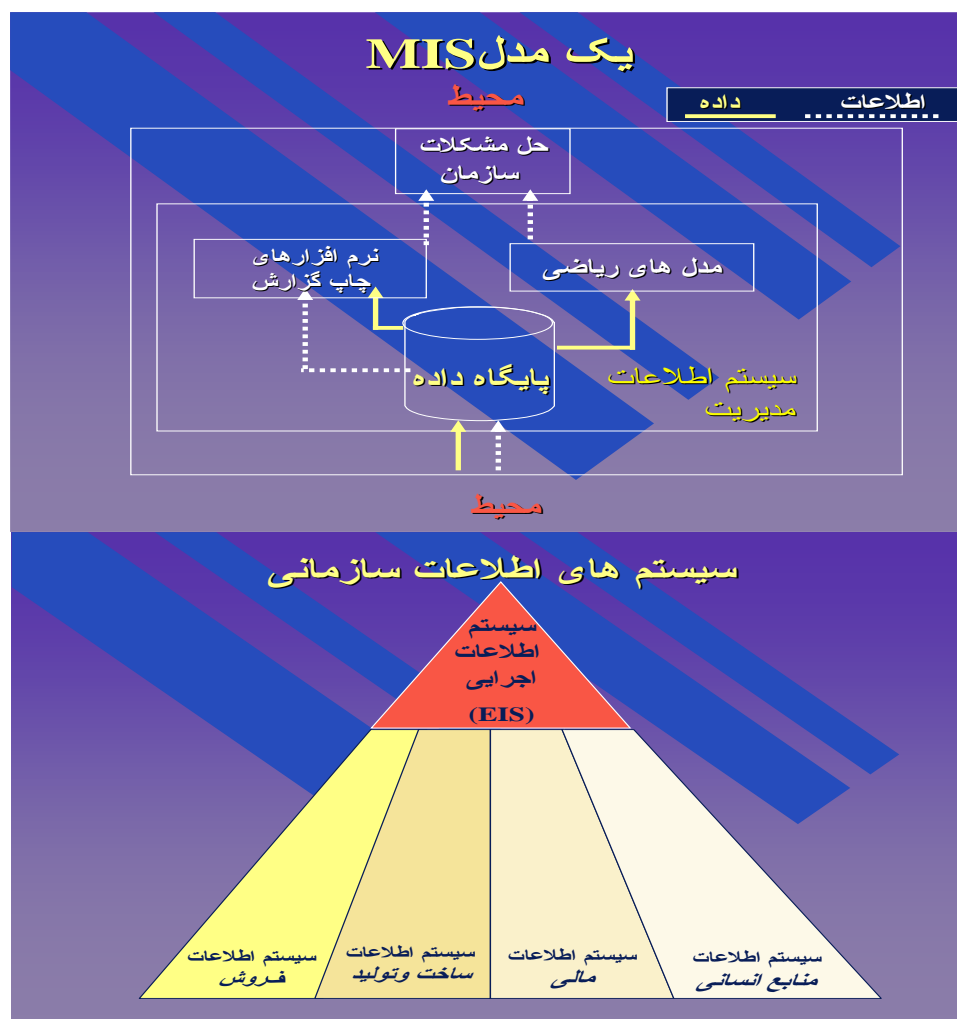 یک مدلMIS
محیط
اطلاعات داده
حل مشکلات
سازمان
مدل های ریاضی
نرم افزارهای
چاپ گزارش
پایگاه داده
سیستم اطلاعات
مدیریت
محیط
سیستم های اطلاعات سازمانی
سیستم
اطلاعات
اجرایی
(EIS)
سیستم اطلاعات
منابع انسانی
سیستم اطلاعات
مالی
سیستم اطلاعات
ساخت وتولید
سیستم اطلاعات
فروش